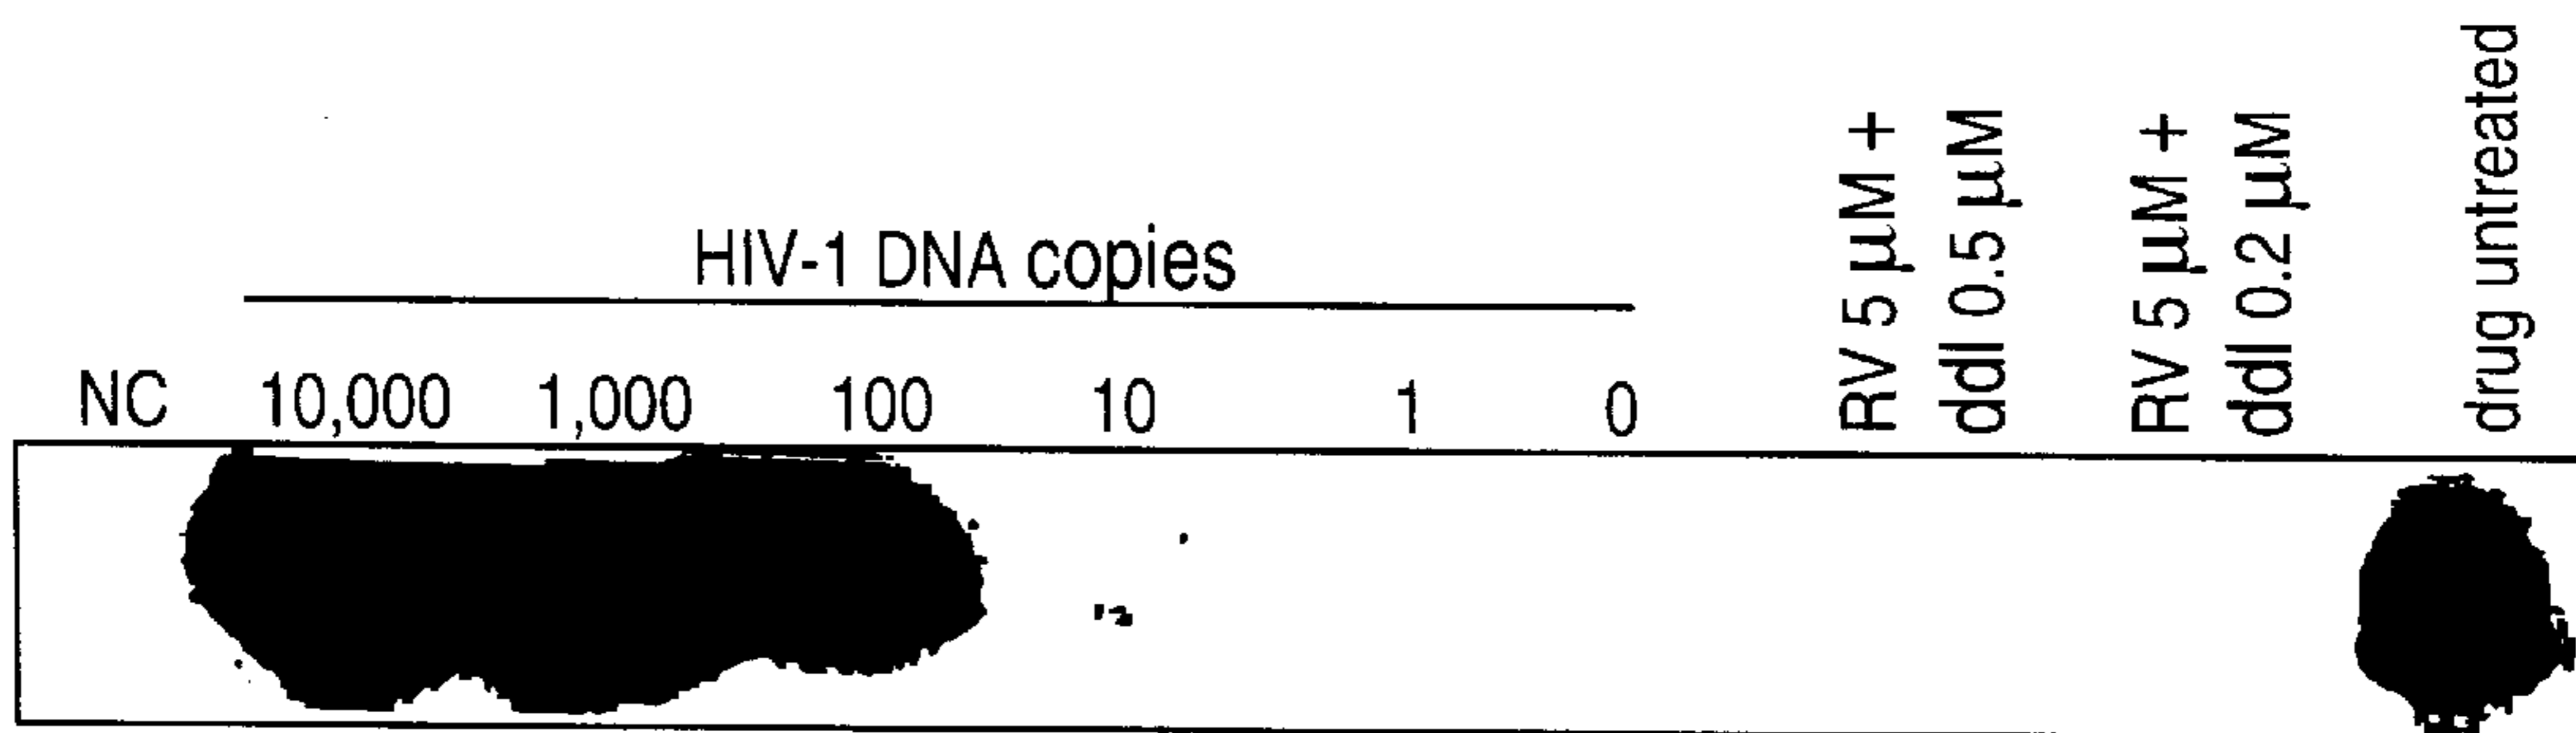 HIV-1 DNA copies
NC 10,000 1,000 100 10 1 0
RV 5 µM +
ddI 0.5 µM
RV 5 µM +
ddI 0.2 µM
drug untreated